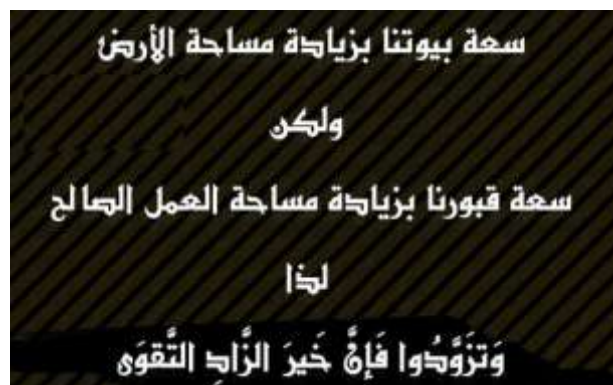 سعة بيوتنا بزيادة مساحة الأرض
ولكن
سعة قبورنا بزيادة مساحة العمل الصالح
لذا
وَتَزَوَّدُوا فَإِنَّ خَيرَ الزَّادِ التَّقوَى